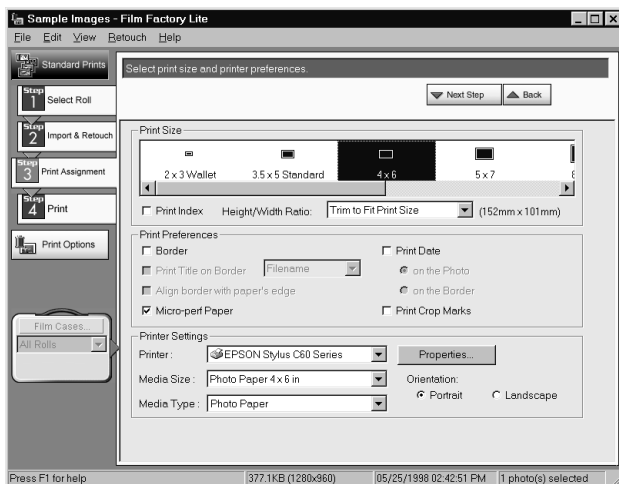 Sample Images - Film Factory Lite
File Edit View Retouch Help
Standard Prints
Select print size and printer preferences.
Step 1 Select Roll
Next Step Back
Step 2 Import & Retouch
Print Size
2 x 3 Wallet 3.5 x 5 Standard 4 x 6 5 x 7
Step 3 Print Assignment
Step 4 Print
Print Index Height/Width Ratio: Trim to Fit Print Size (152mm x 101mm)
Print Options
Print Preferences
Border Print Date
Print Title on Border Filename on the Photo
Align border with paper's edge on the Border
Micro-perf Paper Print Crop Marks
Film Cases...
All Rolls
Printer Settings
Printer: EPSON Stylus C60 Series Properties...
Media Size: Photo Paper 4 x 6 in Orientation:
Portrait Landscape
Media Type: Photo Paper
Press F1 for help 377.1KB (1280x960) 05/25/1998 02:42:51 PM 1 photo(s) selected